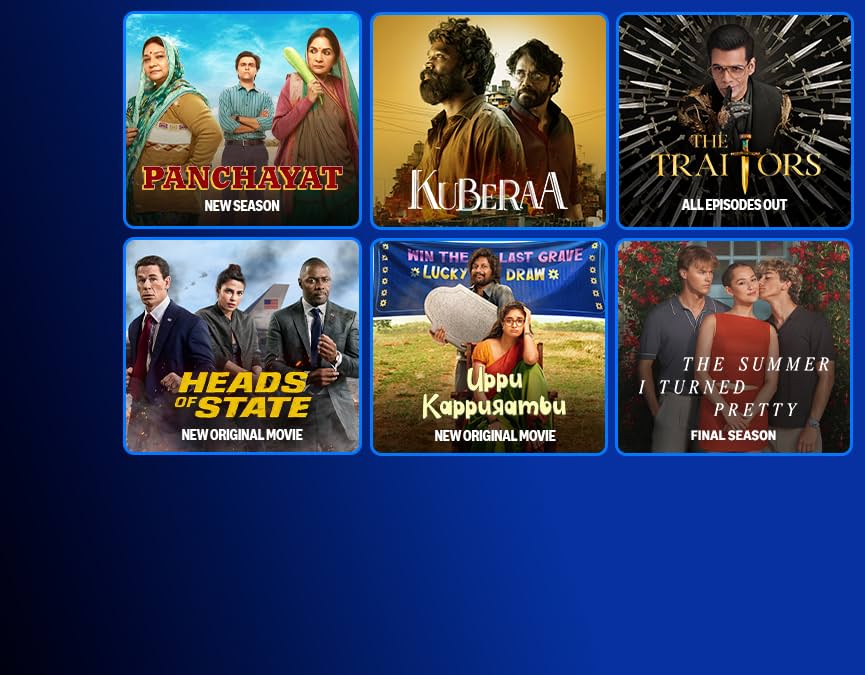 PANCHAYAT
NEW SEASON
KUBERAA
THE
TRAITORS
ALL EPISODES OUT
HEADS
OF STATE
NEW ORIGINAL MOVIE
WIN THE LAST GRAVE
LUCKY DRAW
Uppu
Kappurambu
NEW ORIGINAL MOVIE
THE SUMMER
I TURNED
PRETTY
FINAL SEASON